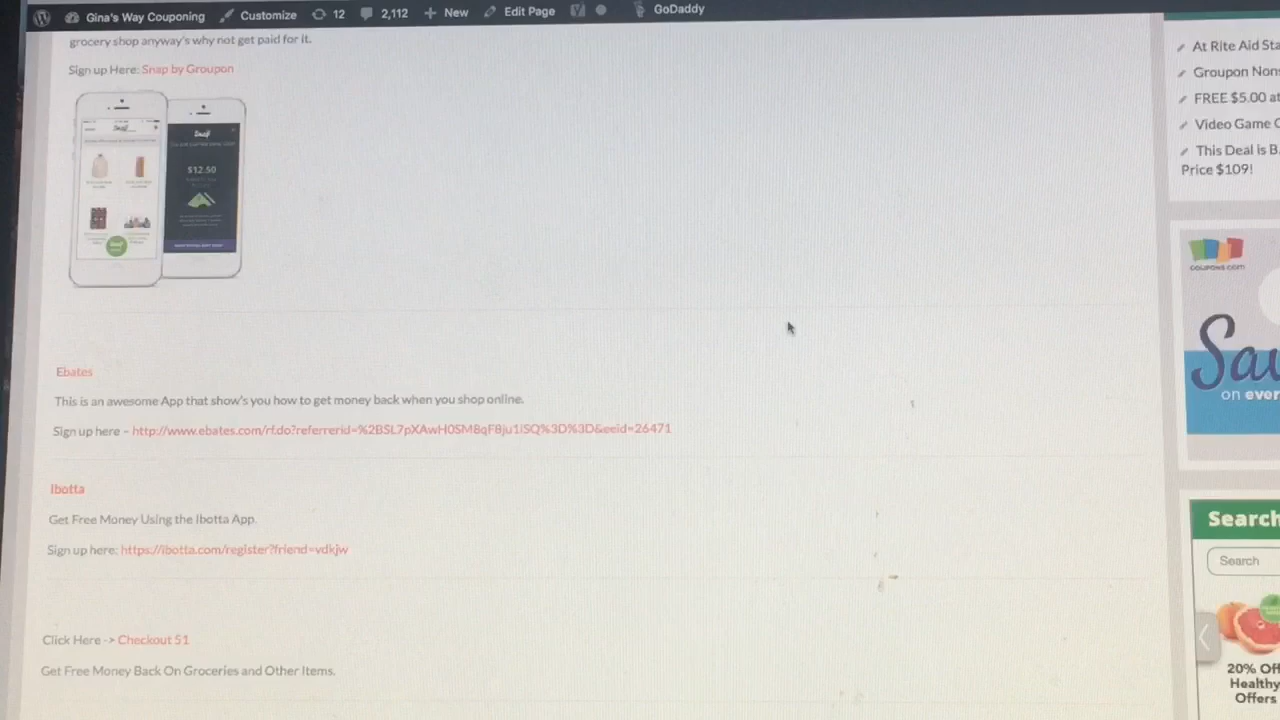 Gina's Way Couponing Customize 12 2,112 New Edit Page GoDaddy
grocery shop anyway's why not get paid for it.
Sign up Here: Snap by Groupon
Snap
Snap
$12.50
Ebates
This is an awesome App that show's you how to get money back when you shop online.
Sign up here – http://www.ebates.com/rf.do?referrerid=%2BSL7pXAwH0SM8qF8ju1ISQ%3D%3D&eeid=26471
Ibotta
Get Free Money Using the Ibotta App.
Sign up here: https://ibotta.com/register?friend=vdkjw
Click Here -> Checkout 51
Get Free Money Back On Groceries and Other Items.
At Rite Aid Sta
Groupon Non
FREE $5.00 at
Video Game C
This Deal is B
Price $109!
coupons.com
Sav
on ever
Search
Search
20% Off
Healthy
Offers